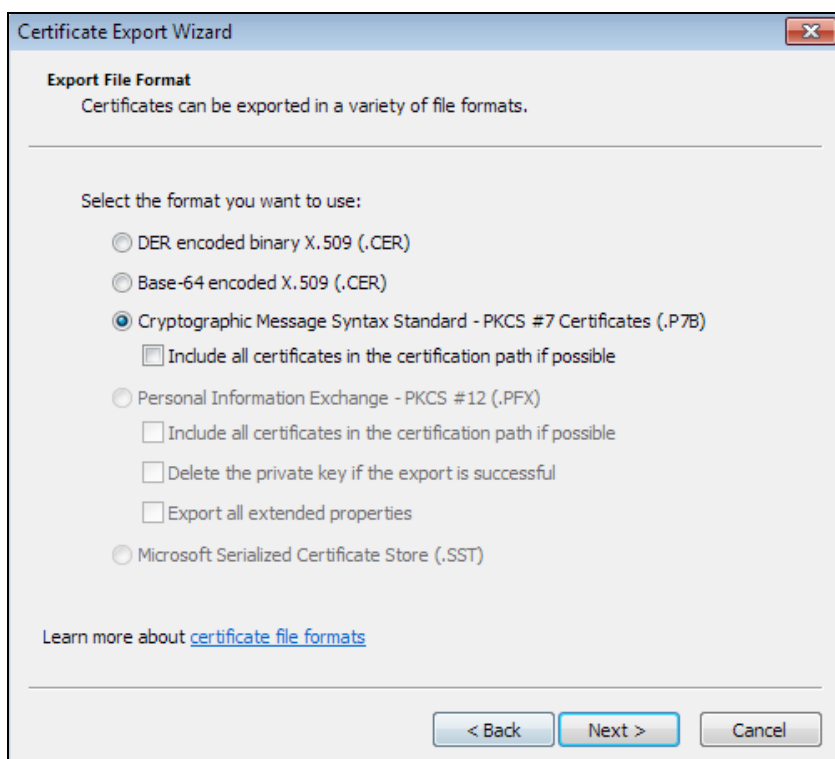 Certificate Export Wizard
Export File Format
Certificates can be exported in a variety of file formats.
Select the format you want to use:
DER encoded binary X.509 (.CER)
Base-64 encoded X.509 (.CER)
Cryptographic Message Syntax Standard - PKCS #7 Certificates (.P7B)
Include all certificates in the certification path if possible
Personal Information Exchange - PKCS #12 (.PFX)
Include all certificates in the certification path if possible
Delete the private key if the export is successful
Export all extended properties
Microsoft Serialized Certificate Store (.SST)
Learn more about certificate file formats
< Back Next > Cancel